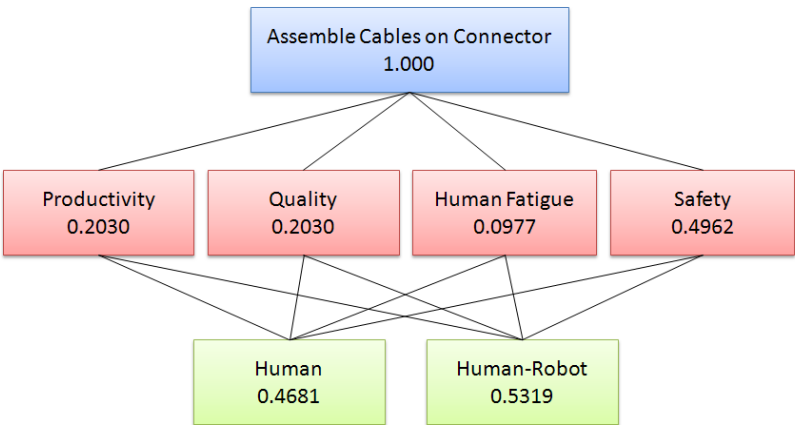 Assemble Cables on Connector
1.000
Productivity
0.2030
Quality
0.2030
Human Fatigue
0.0977
Safety
0.4962
Human
0.4681
Human-Robot
0.5319